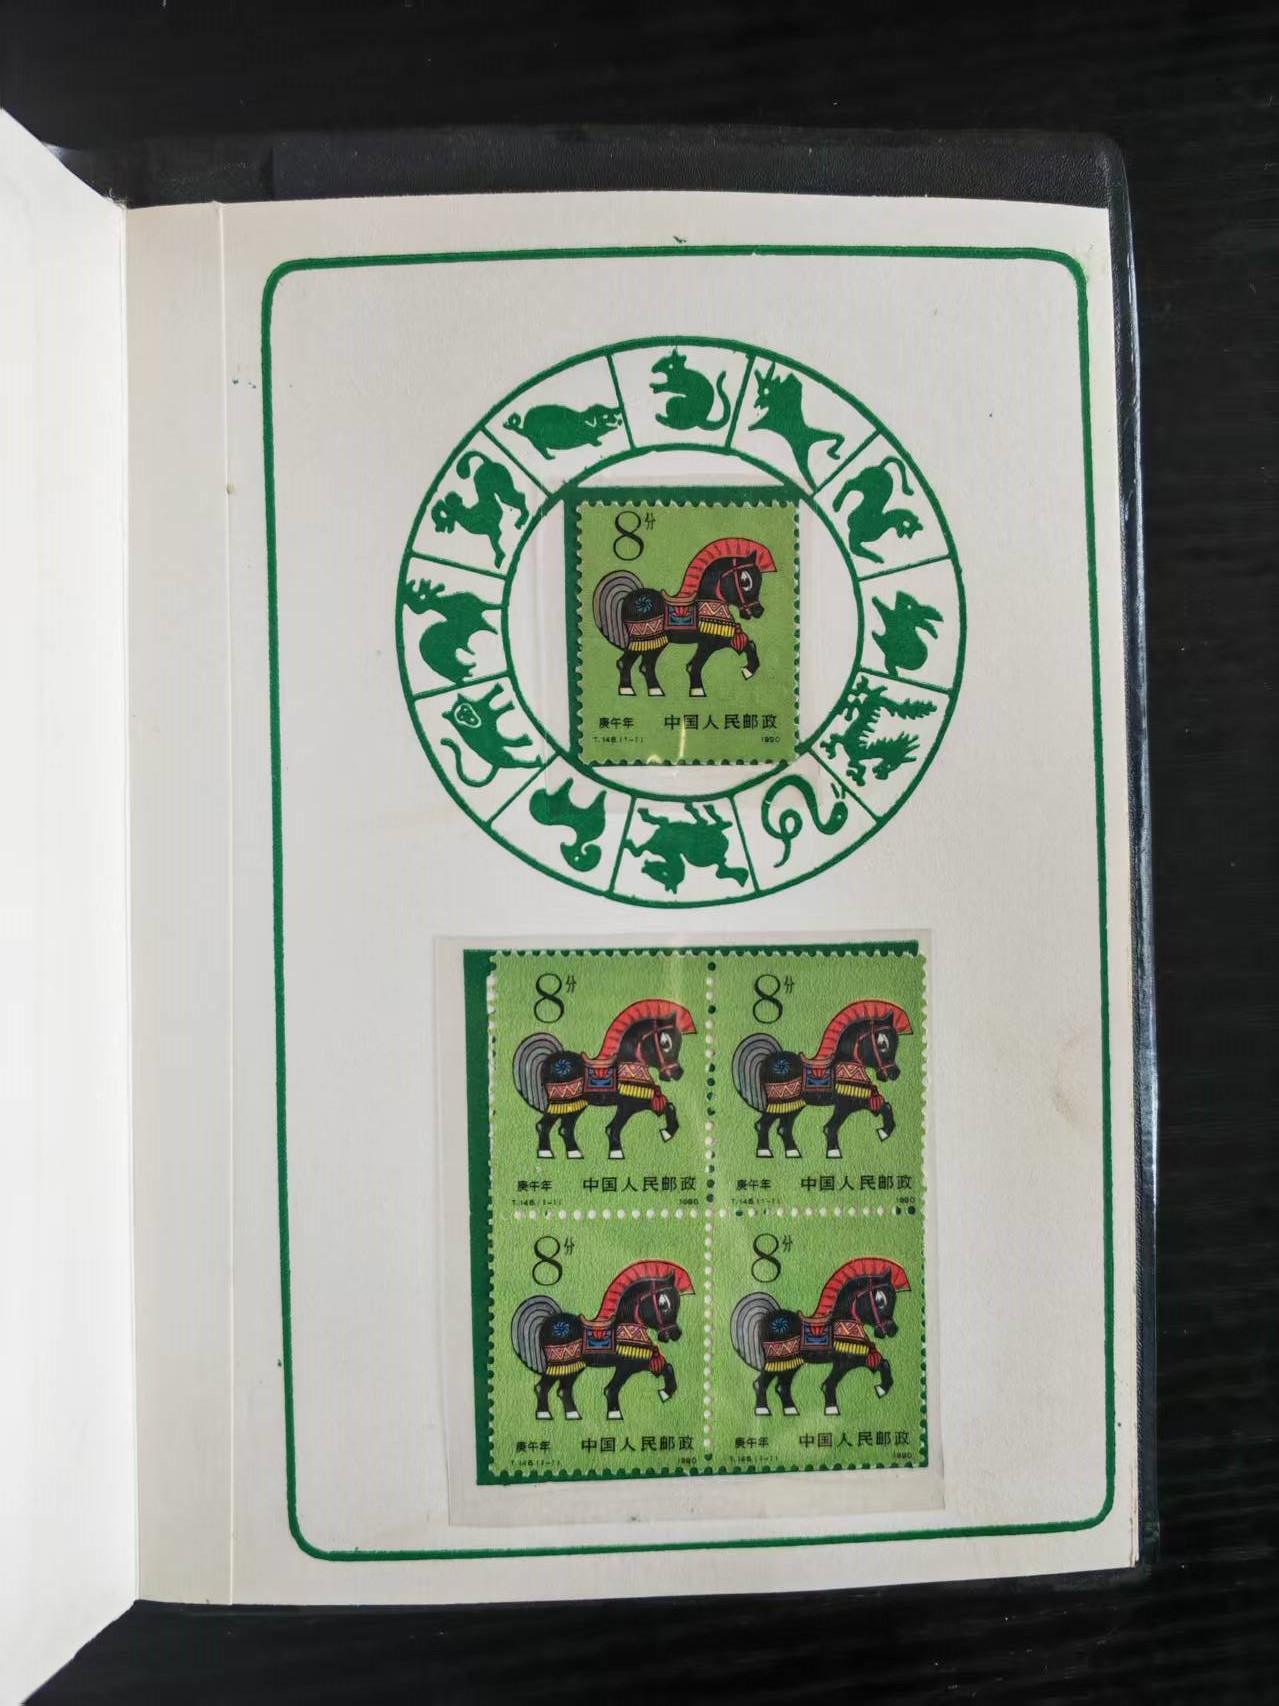 8分
庚午年 中国人民邮政
T.146.(1-1) 1990
8分 8分
庚午年 中国人民邮政 庚午年 中国人民邮政
T.146.(1-1) 1990 T.146.(1-1) 1990
8分 8分
庚午年 中国人民邮政 庚午年 中国人民邮政
T.146.(1-1) 1990 T.146.(1-1) 1990